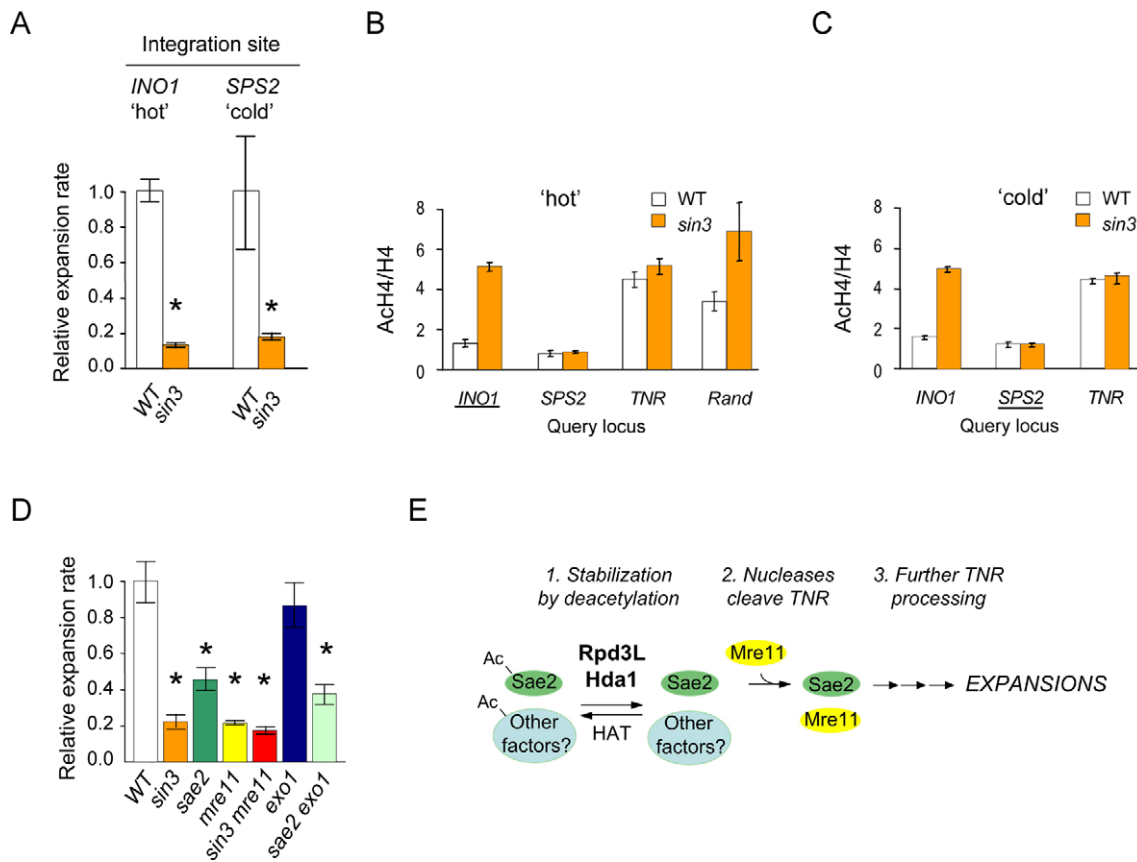 A
Integration site
INO1 SPS2
'hot' 'cold'
Relative expansion rate
1.0
0.8
0.6
0.4
0.2
0.0
* *
WT sin3 WT sin3
B
'hot'
WT
sin3
AcH4/H4
8
6
4
2
0
INO1 SPS2 TNR Rand
Query locus
C
'cold'
WT
sin3
AcH4/H4
8
6
4
2
0
INO1 SPS2 TNR
Query locus
D
Relative expansion rate
1.0
0.8
0.6
0.4
0.2
0.0
* * * * *
WT sin3 sae2 mre11 sin3 mre11 exo1 sae2 exo1
E
1. Stabilization 2. Nucleases 3. Further TNR
by deacetylation cleave TNR processing
Ac Sae2 Rpd3L Hda1 Sae2 Mre11 Sae2 EXPANSIONS
Ac Other factors? HAT Other factors? Mre11